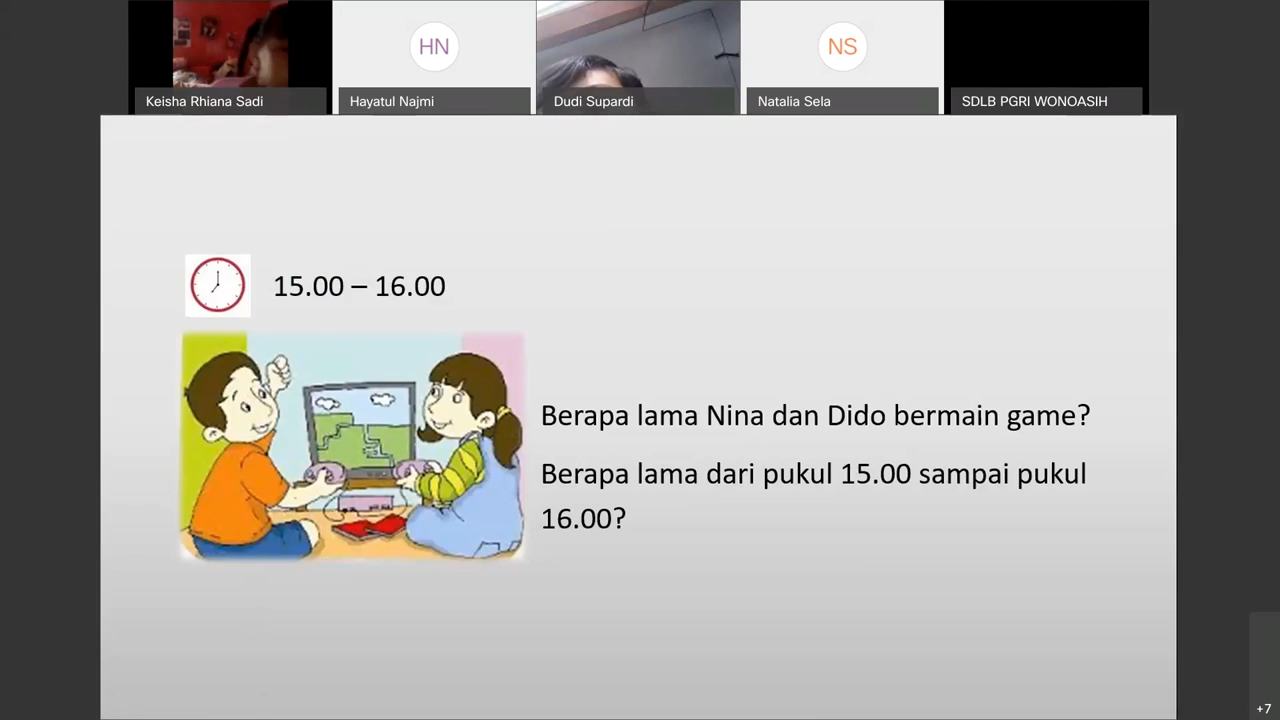 HN
NS
Keisha Rhiana Sadi
Hayatul Najmi
Dudi Supardi
Natalia Sela
SDLB PGRI WONOASIH
15.00 – 16.00
Berapa lama Nina dan Dido bermain game?
Berapa lama dari pukul 15.00 sampai pukul
16.00?
+7